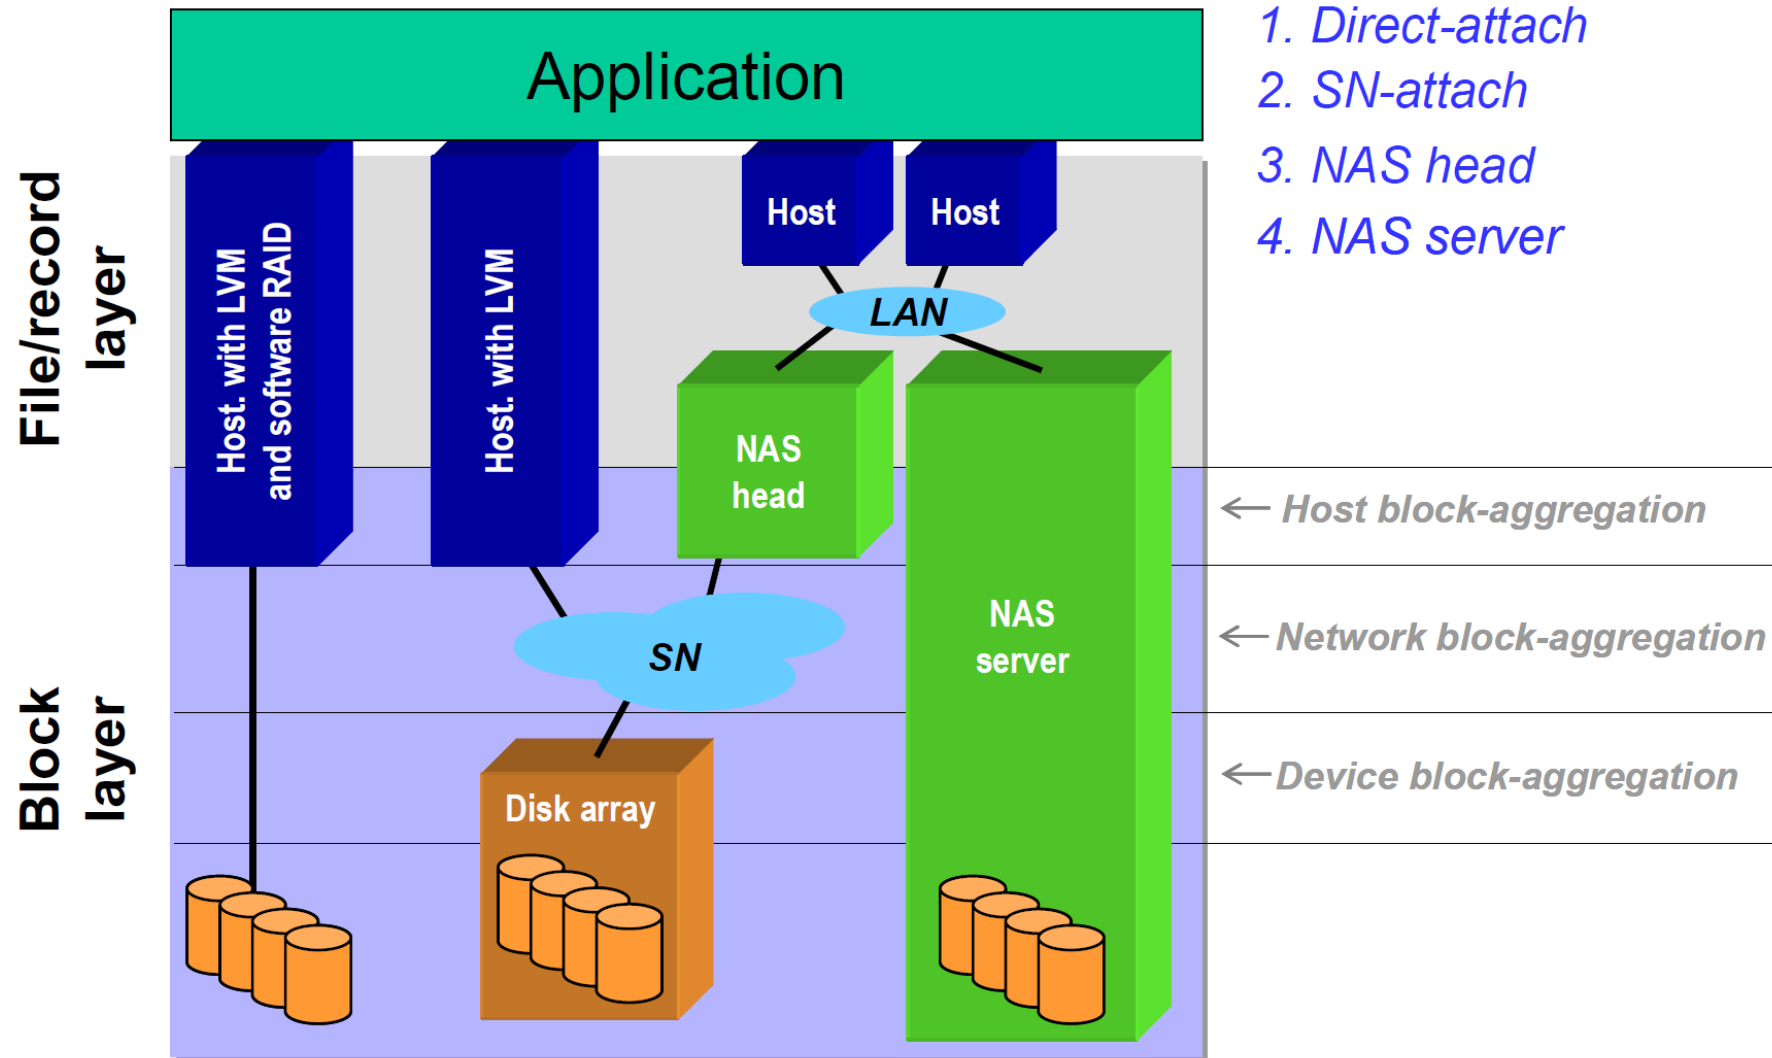 Application
1. Direct-attach
2. SN-attach
3. NAS head
4. NAS server
File/record
layer
Host. with LVM
and software RAID
Host. with LVM
Host
Host
LAN
NAS
head
Host block-aggregation
NAS
server
Network block-aggregation
SN
Block
layer
Device block-aggregation
Disk array